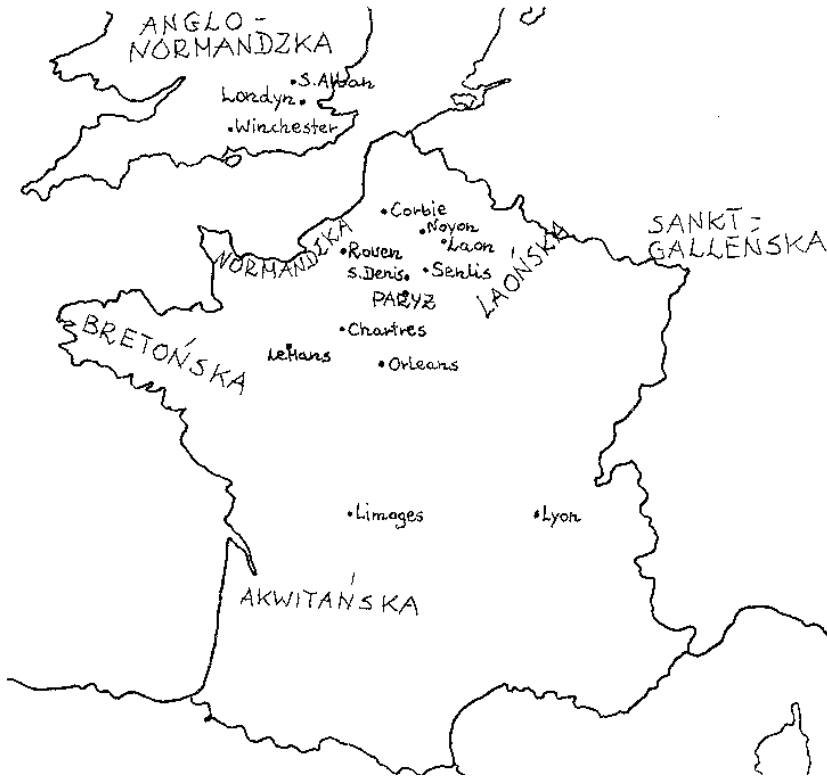 ANGLO-
NORMANDZKA
S. Alban
Londyn
Winchester
Corbie
Noyon
Laon
SANKT-
GALLEŃSKA
NORMANDZKA
Rouen
LAOŃSKA
S. Denis
Senlis
PARYZ
BRETOŃSKA
Chartres
LeMans
Orleans
Limoges
Lyon
AKWITAŃSKA